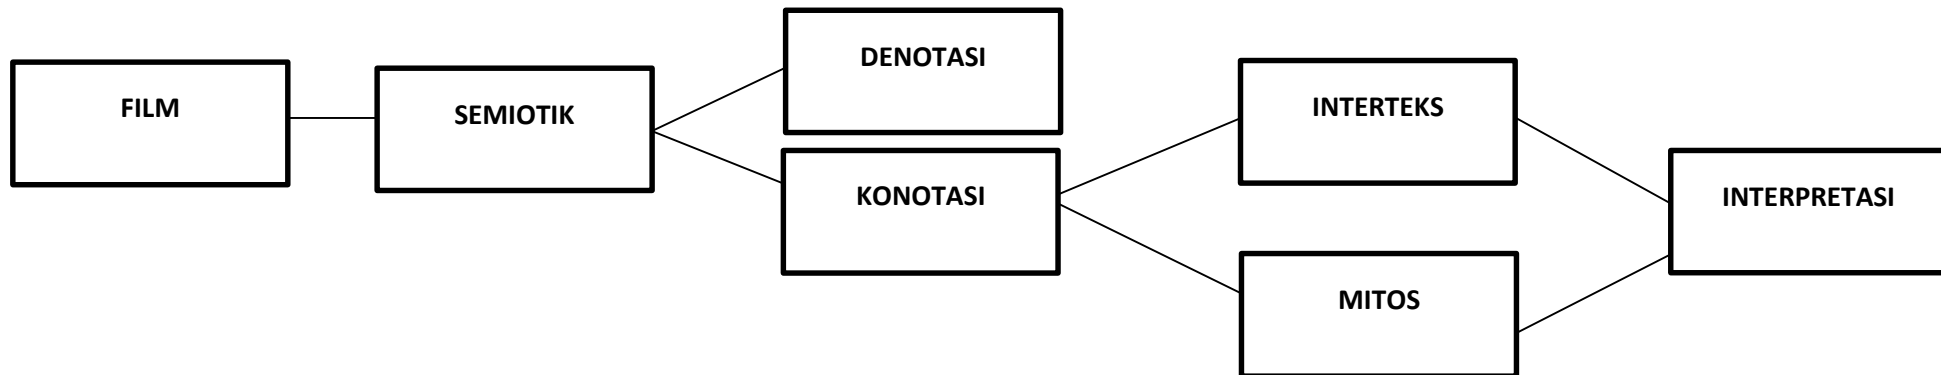 FILM
SEMIOTIK
DENOTASI
KONOTASI
INTERTEKS
MITOS
INTERPRETASI